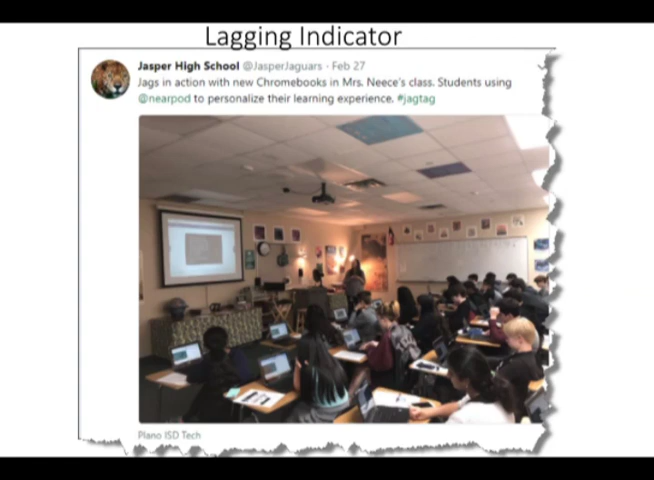 Lagging Indicator
Jasper High School @JasperJaguars · Feb 27
Jags in action with new Chromebooks in Mrs. Neece's class. Students using
@nearpod to personalize their learning experience. #jagtag
Plano ISD Tech